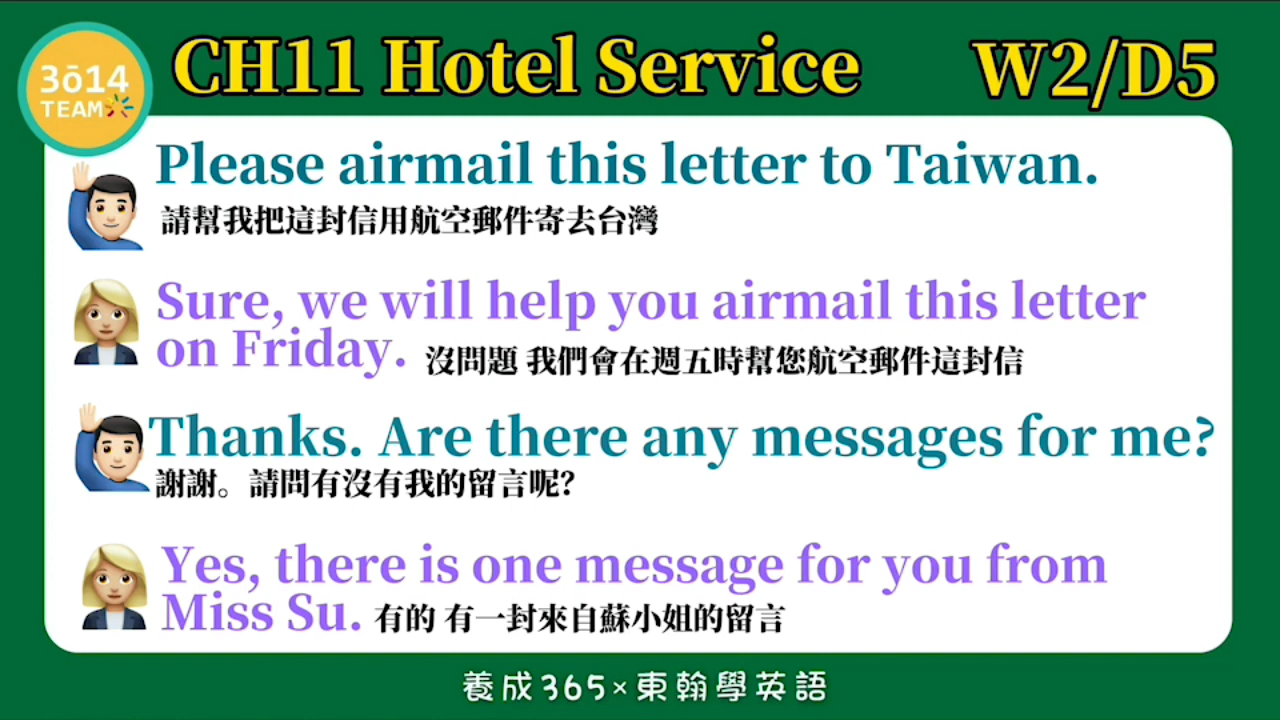 3ō14
TEAM
CH11 Hotel Service
W2/D5
Please airmail this letter to Taiwan.
請幫我把這封信用航空郵件寄去台灣
Sure, we will help you airmail this letter
on Friday. 沒問題 我們會在週五時幫您航空郵件這封信
Thanks. Are there any messages for me?
謝謝。請問有沒有我的留言呢?
Yes, there is one message for you from
Miss Su. 有的 有一封來自蘇小姐的留言
養成365×東翰學英語